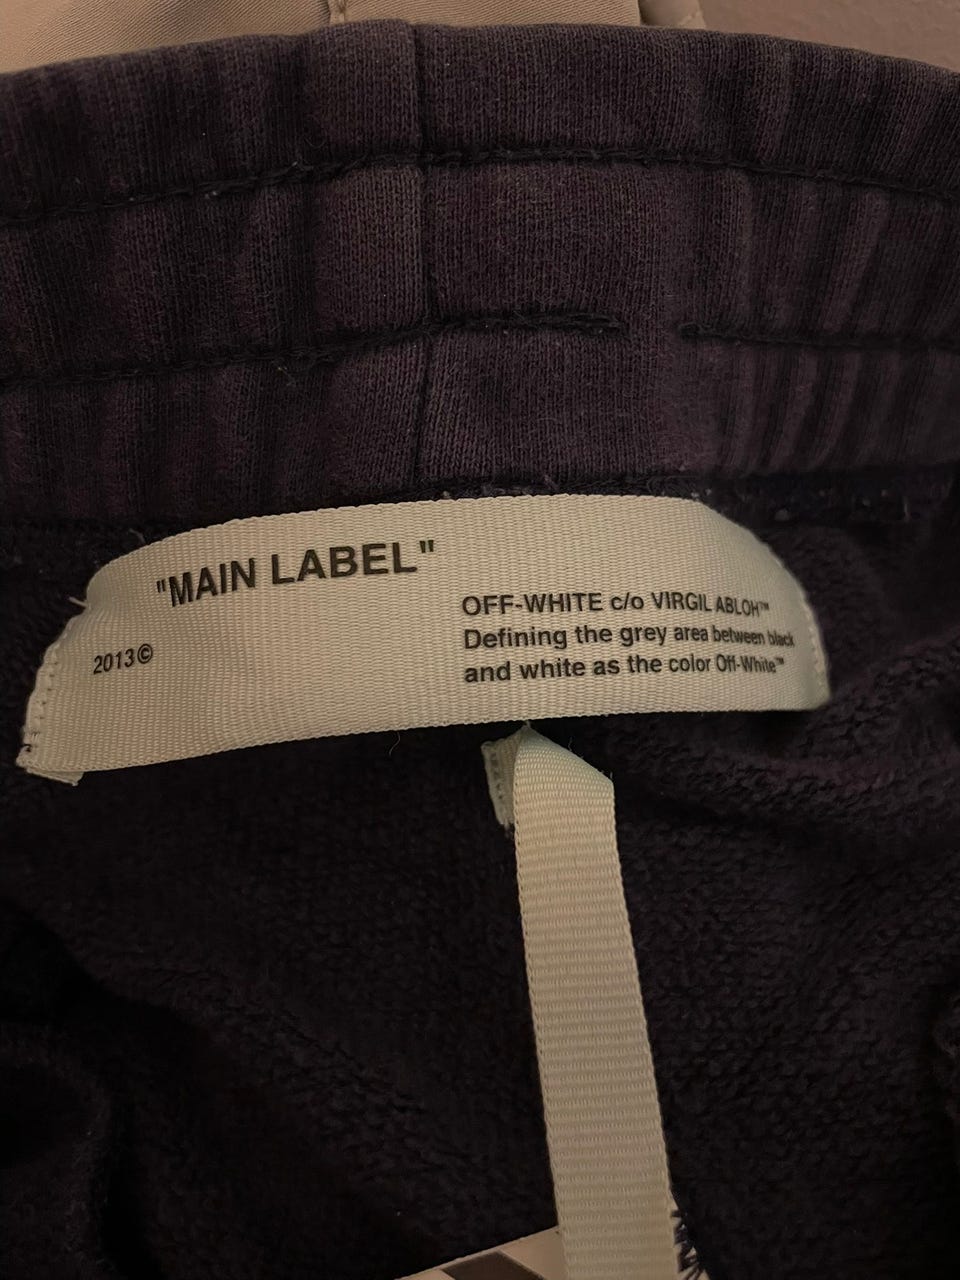 "MAIN LABEL"
2013©
OFF-WHITE c/o VIRGIL ABLOH™
Defining the grey area between black
and white as the color Off-White™